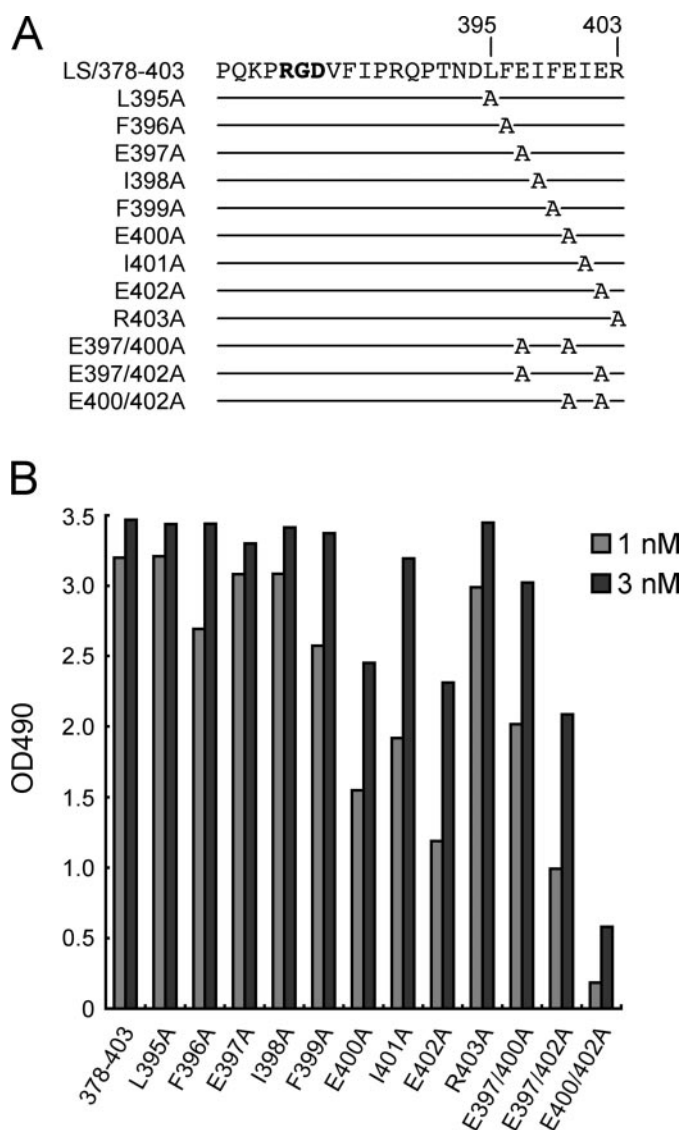 A
395 403
LS/378-403 PQKPRGDVFIPRQPTNDLFEIFEIER
L395A A
F396A A
E397A A
I398A A
F399A A
E400A A
I401A A
E402A A
R403A A
E397/400A A A
E397/402A A A
E400/402A A A
B
3.5
3.0
2.5
2.0
1.5
1.0
0.5
0
OD490
1 nM
3 nM
378-403
L395A
F396A
E397A
I398A
F399A
E400A
I401A
E402A
R403A
E397/400A
E397/402A
E400/402A